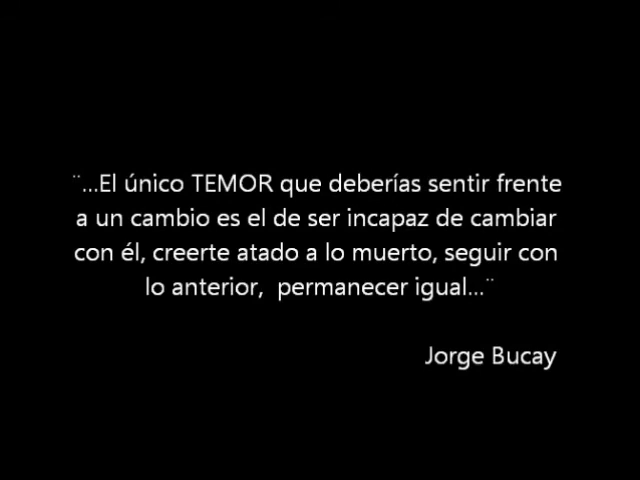 ¨...El único TEMOR que deberías sentir frente
a un cambio es el de ser incapaz de cambiar
con él, creerte atado a lo muerto, seguir con
lo anterior,  permanecer igual...¨
Jorge Bucay